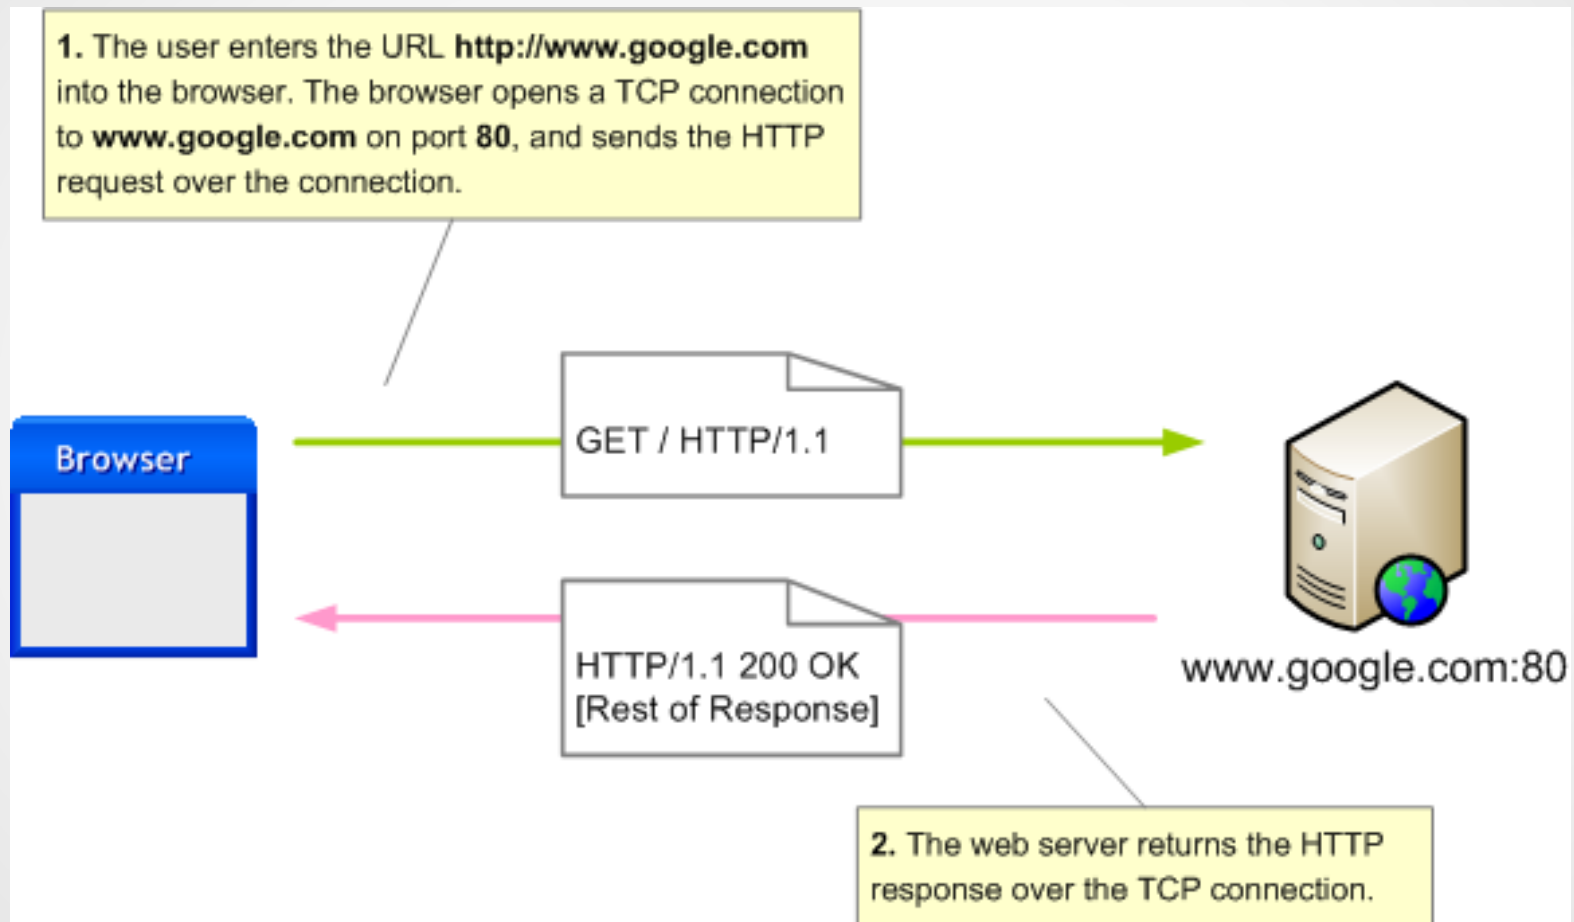 1. The user enters the URL http://www.google.com
into the browser. The browser opens a TCP connection
to www.google.com on port 80, and sends the HTTP
request over the connection.
Browser
GET / HTTP/1.1
HTTP/1.1 200 OK
[Rest of Response]
www.google.com:80
2. The web server returns the HTTP
response over the TCP connection.